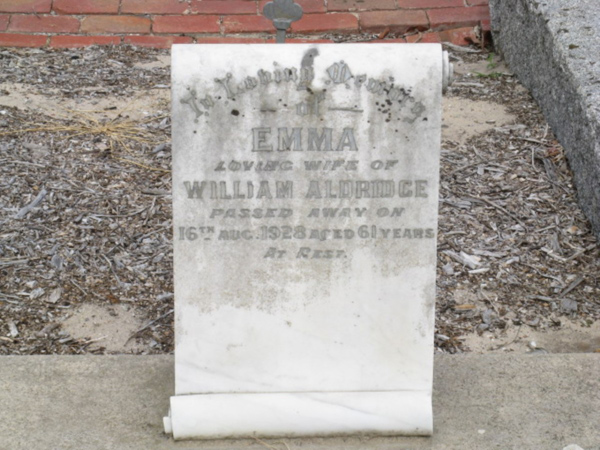 In Loving Memory
OF
EMMA
LOVING WIFE OF
WILLIAM ALDRIDGE
PASSED AWAY ON
16TH AUG. 1928 AGED 61 YEARS
AT REST.